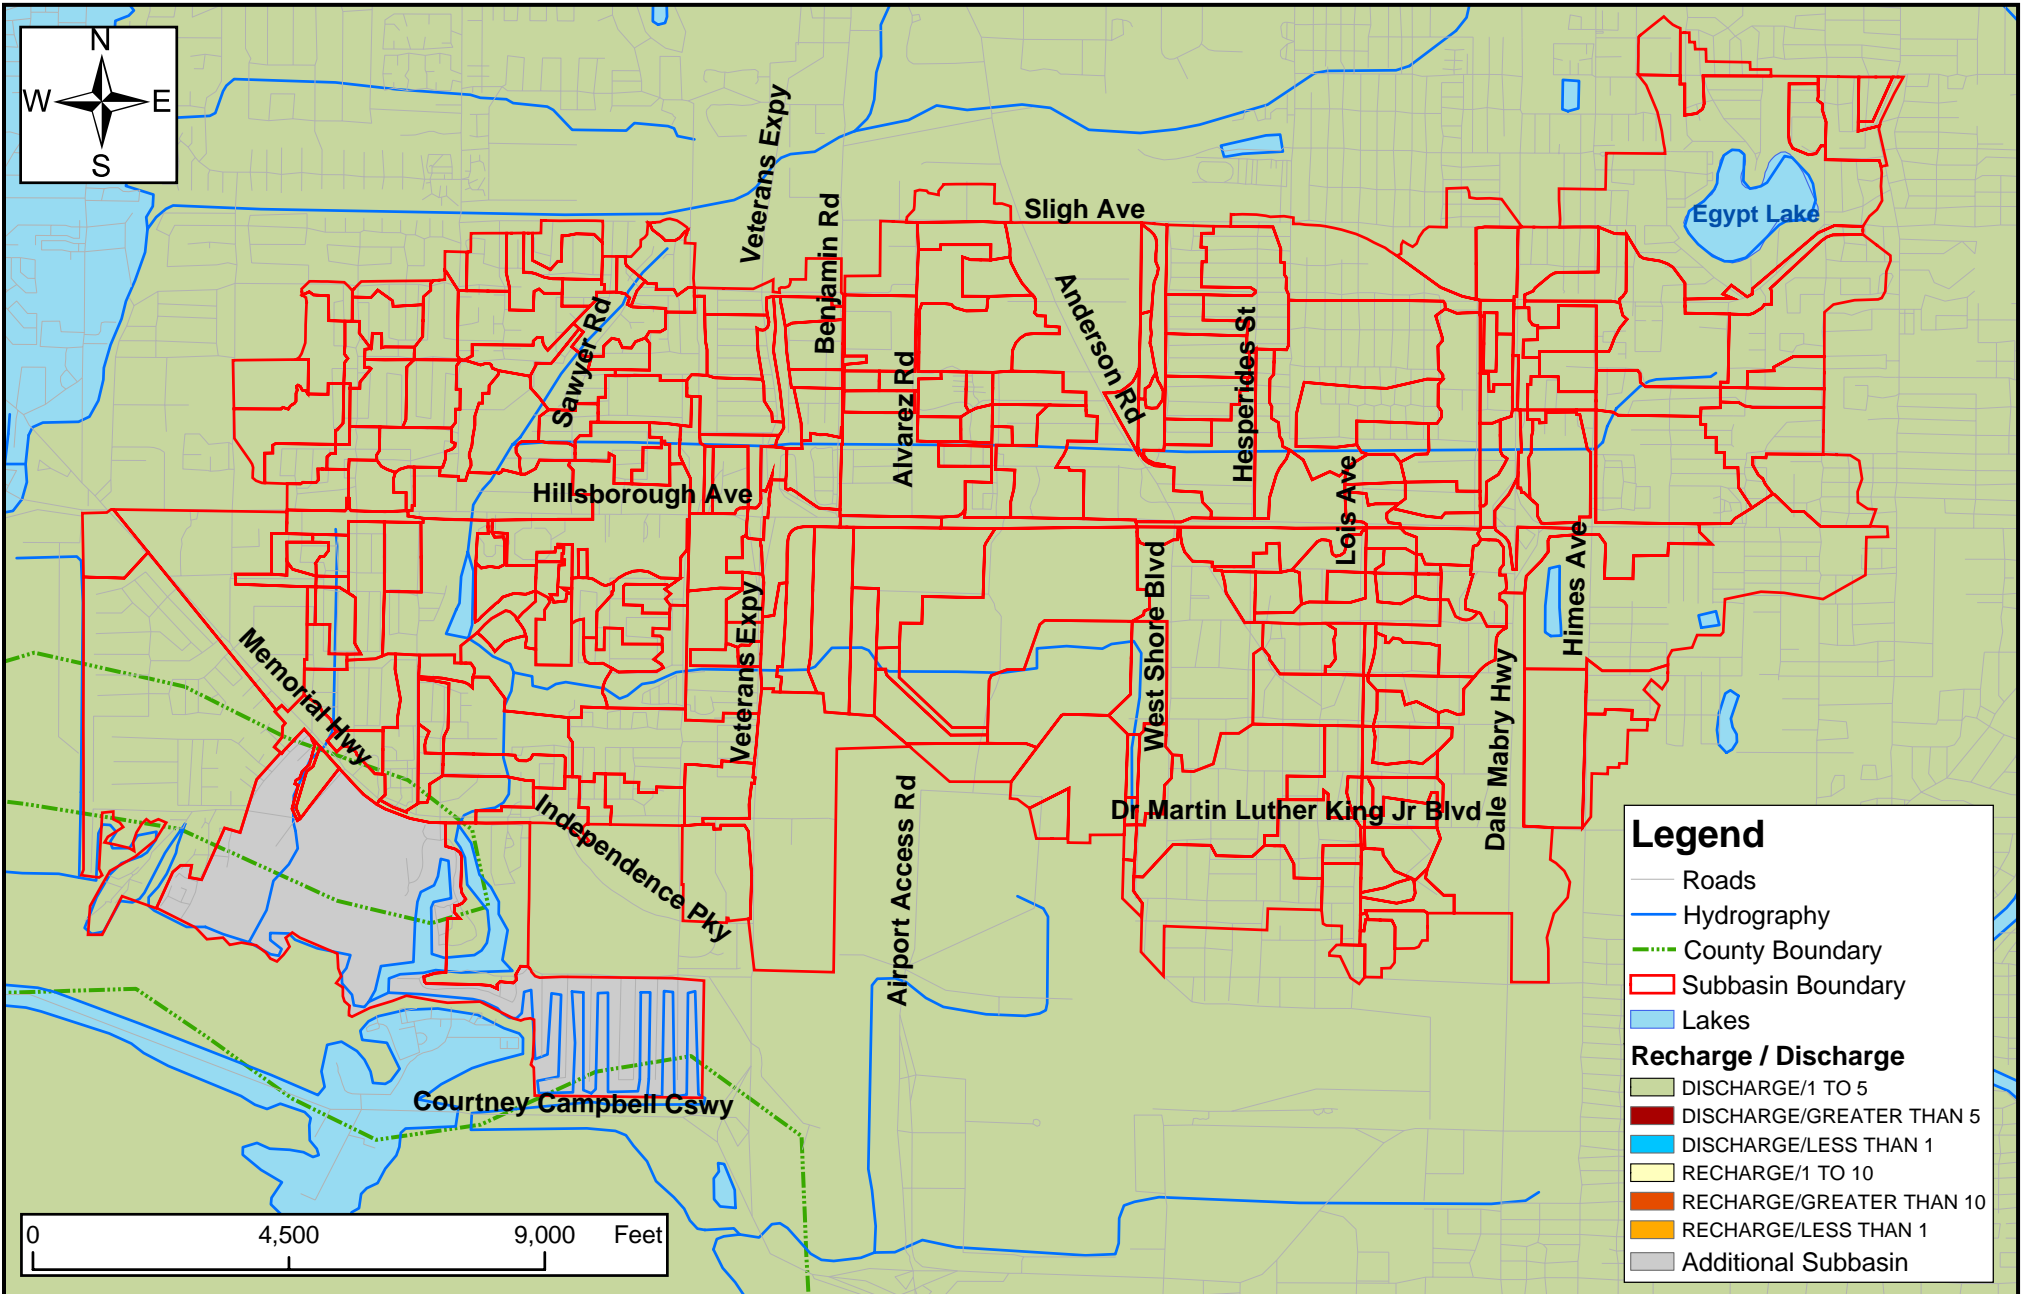 N
W E
S
Veterans Expy
Benjamin Rd
Sligh Ave
Egypt Lake
Sawyer Rd
Alvarez Rd
Anderson Rd
Hesperides St
Hillsborough Ave
Lois Ave
Himes Ave
Memorial Hwy
Veterans Expy
West Shore Blvd
Dale Mabry Hwy
Independence Pky
Airport Access Rd
Dr Martin Luther King Jr Blvd
Courtney Campbell Cswy
0 4,500 9,000 Feet
Legend
Roads
Hydrography
County Boundary
Subbasin Boundary
Lakes
Recharge / Discharge
DISCHARGE/1 TO 5
DISCHARGE/GREATER THAN 5
DISCHARGE/LESS THAN 1
RECHARGE/1 TO 10
RECHARGE/GREATER THAN 10
RECHARGE/LESS THAN 1
Additional Subbasin